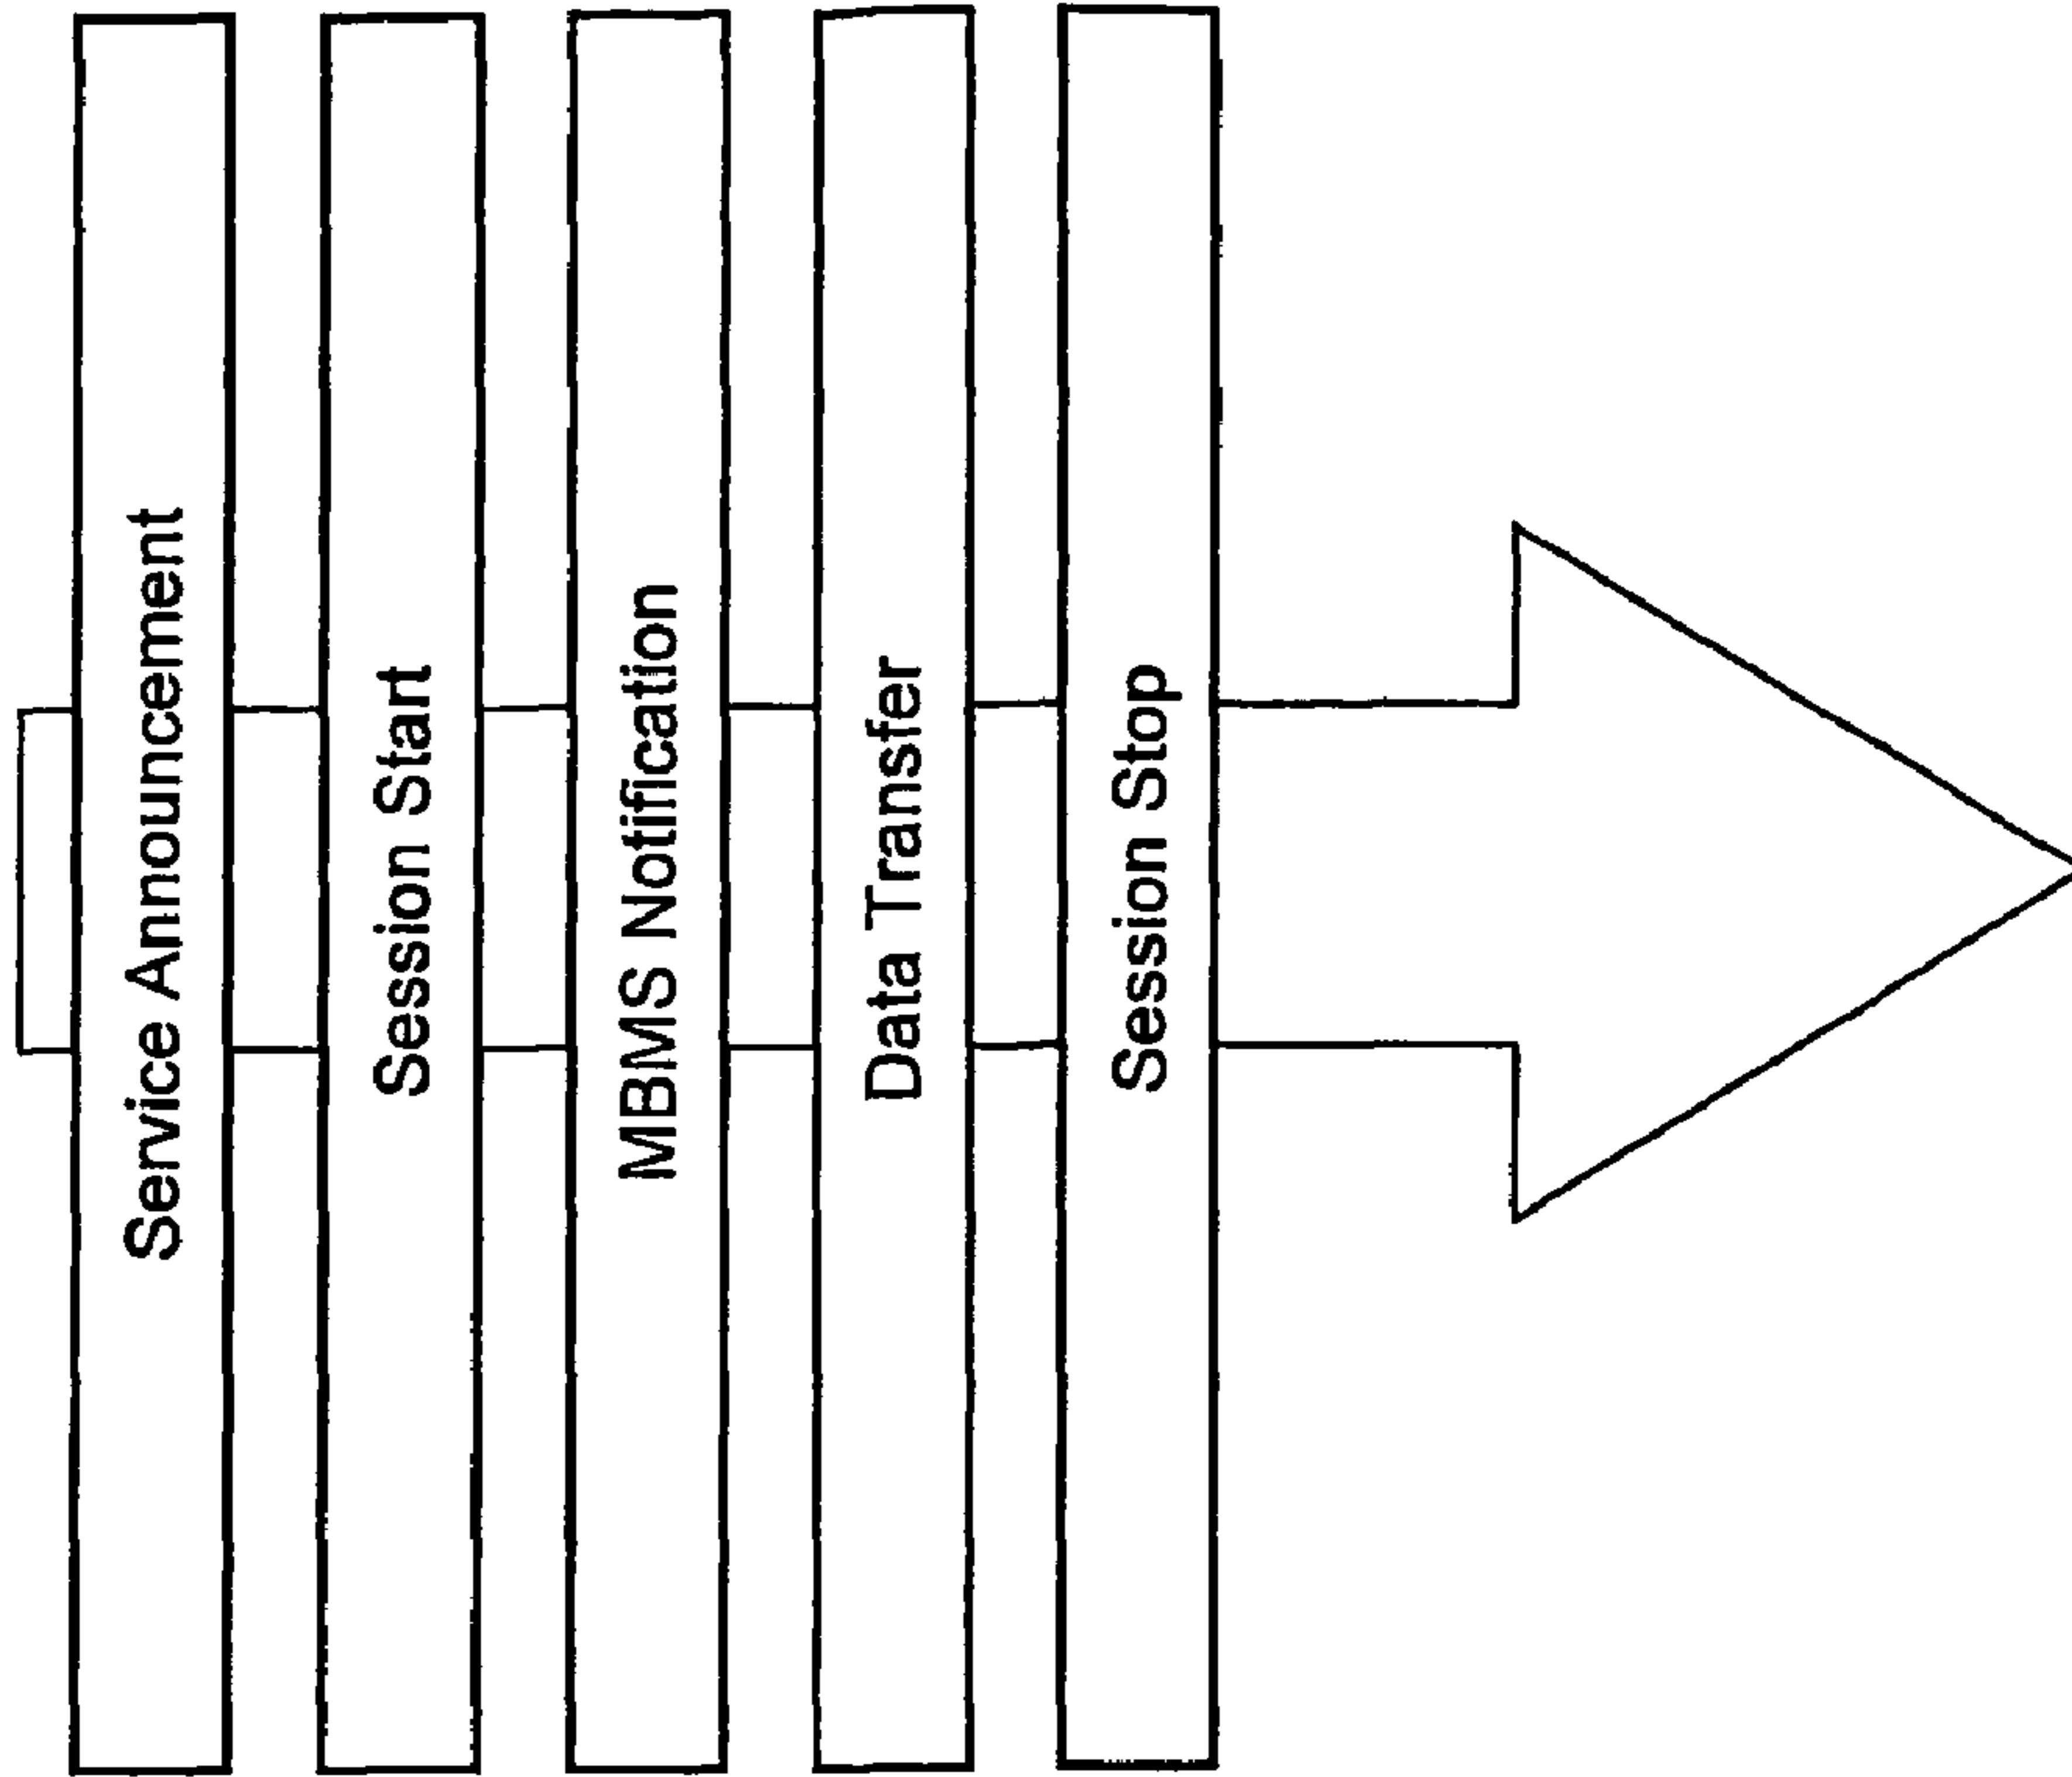 Service Announcement
Session Start
MBMS Notification
Data Transfer
Session Stop